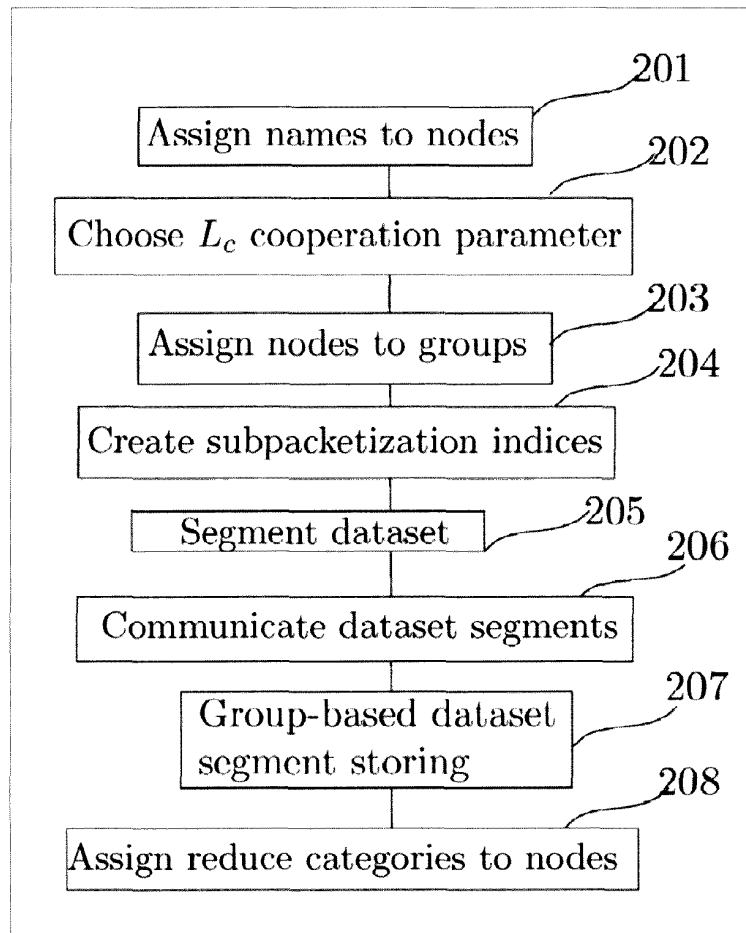 201
Assign names to nodes
202
Choose L_c cooperation parameter
203
Assign nodes to groups
204
Create subpacketization indices
205
Segment dataset
206
Communicate dataset segments
207
Group-based dataset
segment storing
208
Assign reduce categories to nodes